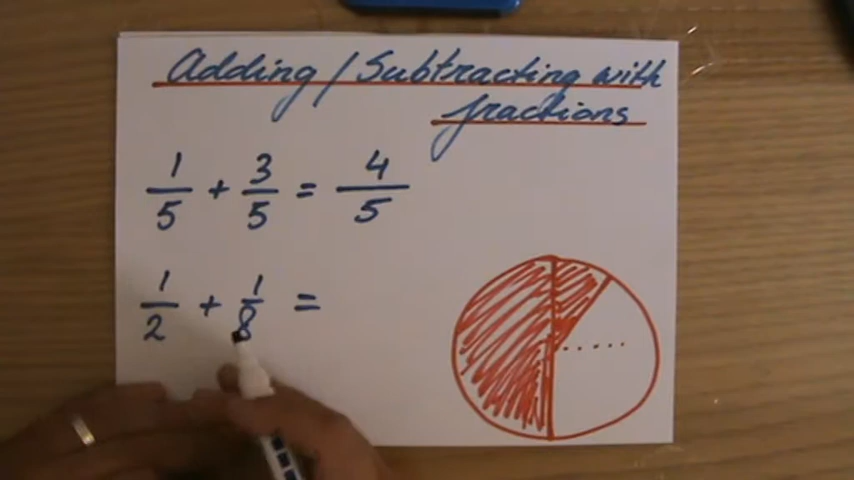 Adding / Subtracting with
fractions
1/5 + 3/5 = 4/5
1/2 + 1/8 =